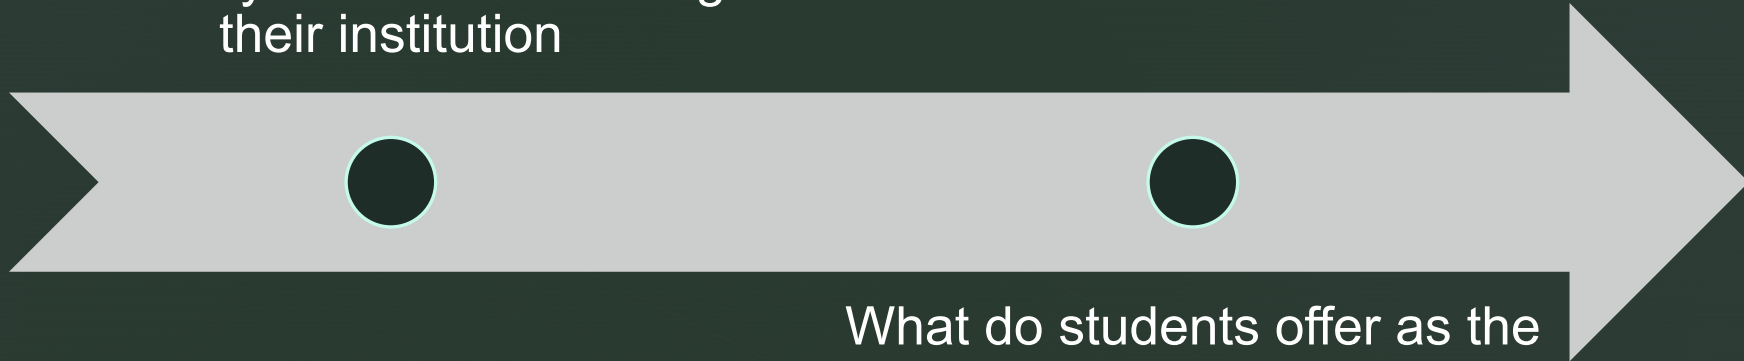 their institution
What do students offer as the